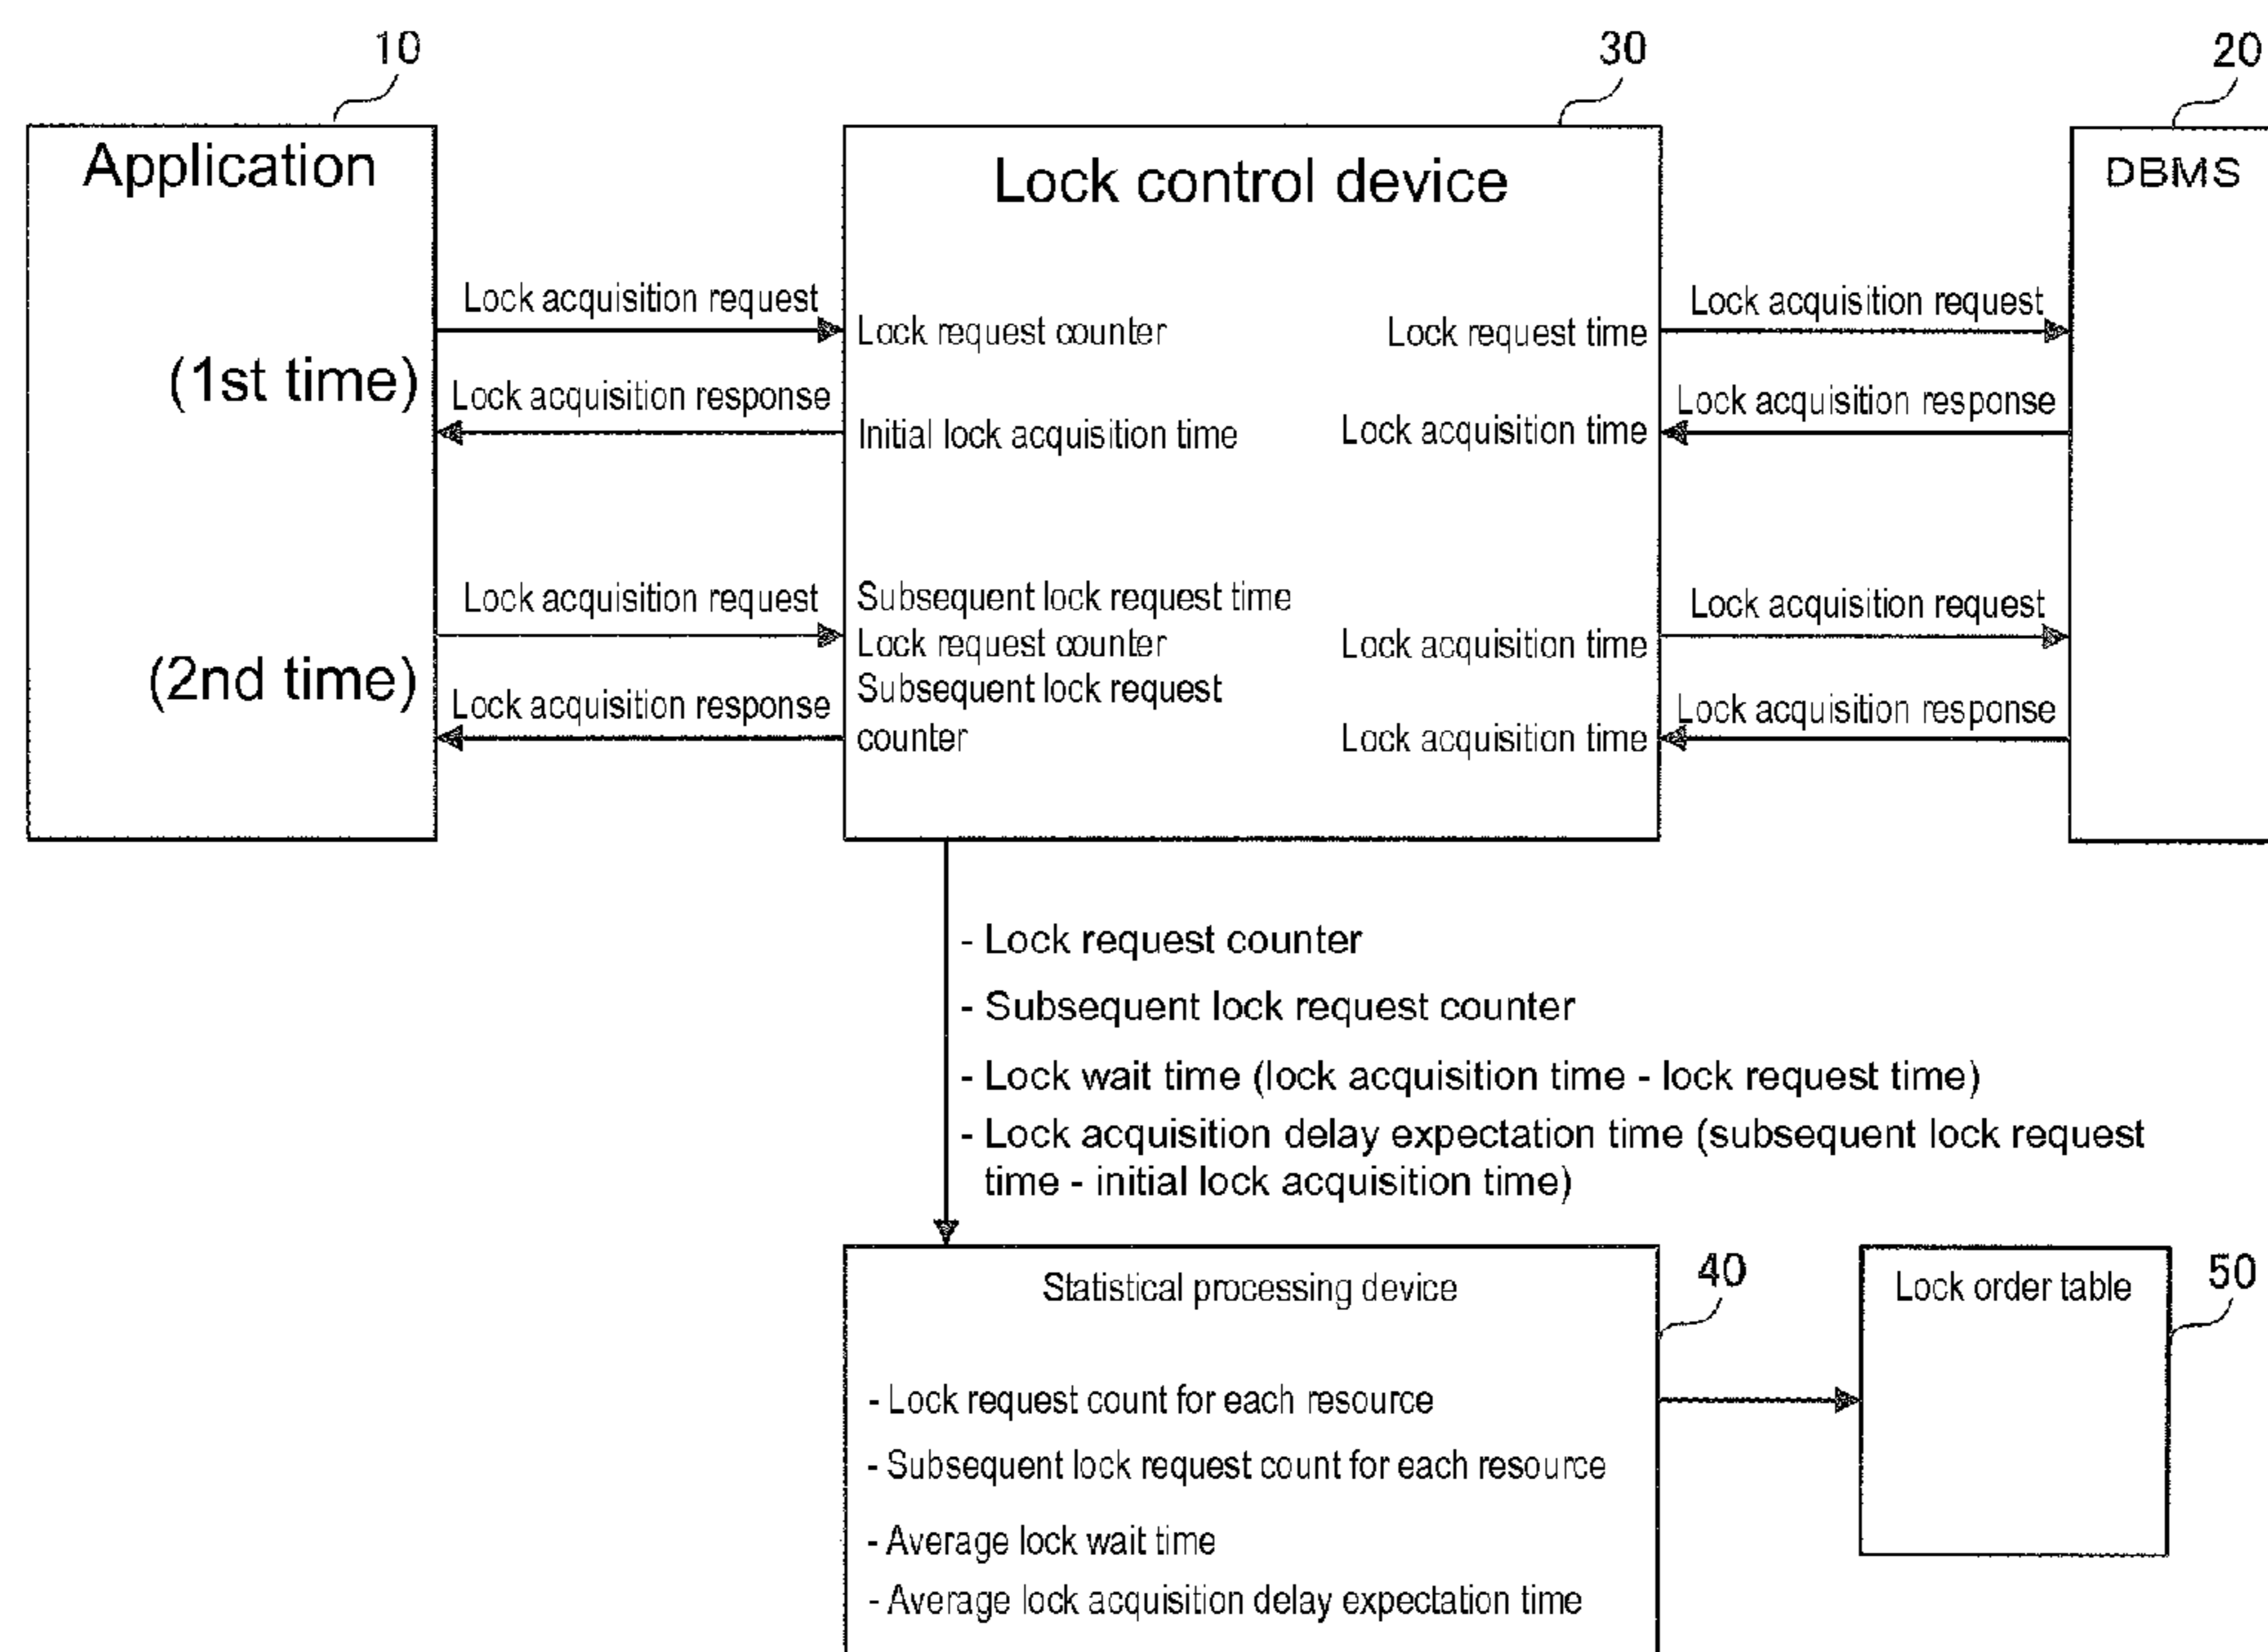 10
30
20
Application
Lock control device
DBMS
Lock acquisition request
Lock request counter
Lock request time
Lock acquisition request
(1st time)
Lock acquisition response
Initial lock acquisition time
Lock acquisition time
Lock acquisition response
Lock acquisition request
Subsequent lock request time
Lock request counter
Lock acquisition time
Lock acquisition request
(2nd time)
Lock acquisition response
Subsequent lock request
counter
Lock acquisition time
Lock acquisition response
- Lock request counter
- Subsequent lock request counter
- Lock wait time (lock acquisition time - lock request time)
- Lock acquisition delay expectation time (subsequent lock request
time - initial lock acquisition time)
Statistical processing device
40
Lock order table
50
- Lock request count for each resource
- Subsequent lock request count for each resource
- Average lock wait time
- Average lock acquisition delay expectation time